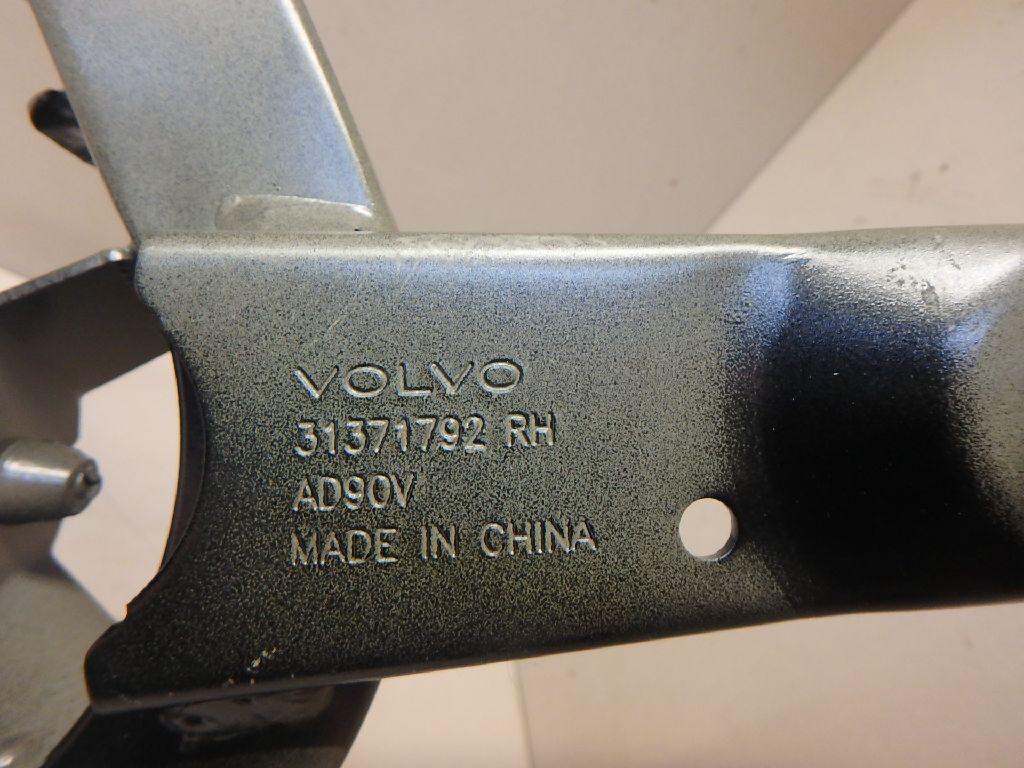 VOLVO
31371792 RH
AD90V
MADE IN CHINA